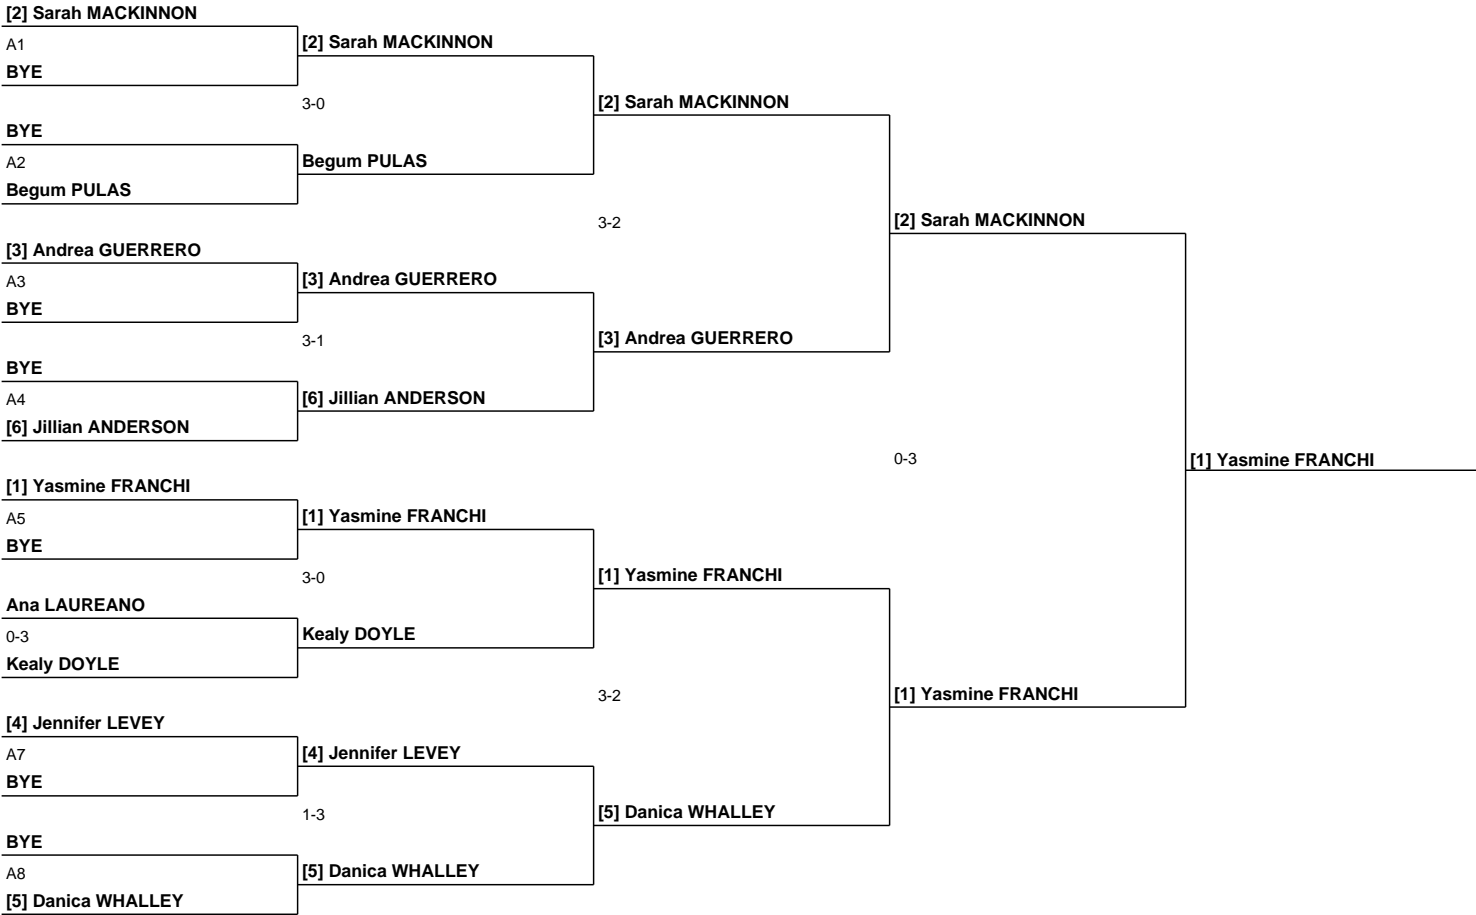 [2] Sarah MACKINNON
A1
BYE
[2] Sarah MACKINNON
3-0
[2] Sarah MACKINNON
BYE
A2
Begum PULAS
Begum PULAS
3-2
[2] Sarah MACKINNON
[3] Andrea GUERRERO
A3
BYE
[3] Andrea GUERRERO
3-1
[3] Andrea GUERRERO
BYE
A4
[6] Jillian ANDERSON
[6] Jillian ANDERSON
0-3
[1] Yasmine FRANCHI
[1] Yasmine FRANCHI
A5
BYE
[1] Yasmine FRANCHI
3-0
[1] Yasmine FRANCHI
Ana LAUREANO
0-3
Kealy DOYLE
Kealy DOYLE
3-2
[1] Yasmine FRANCHI
[4] Jennifer LEVEY
A7
BYE
[4] Jennifer LEVEY
1-3
[5] Danica WHALLEY
BYE
A8
[5] Danica WHALLEY
[5] Danica WHALLEY